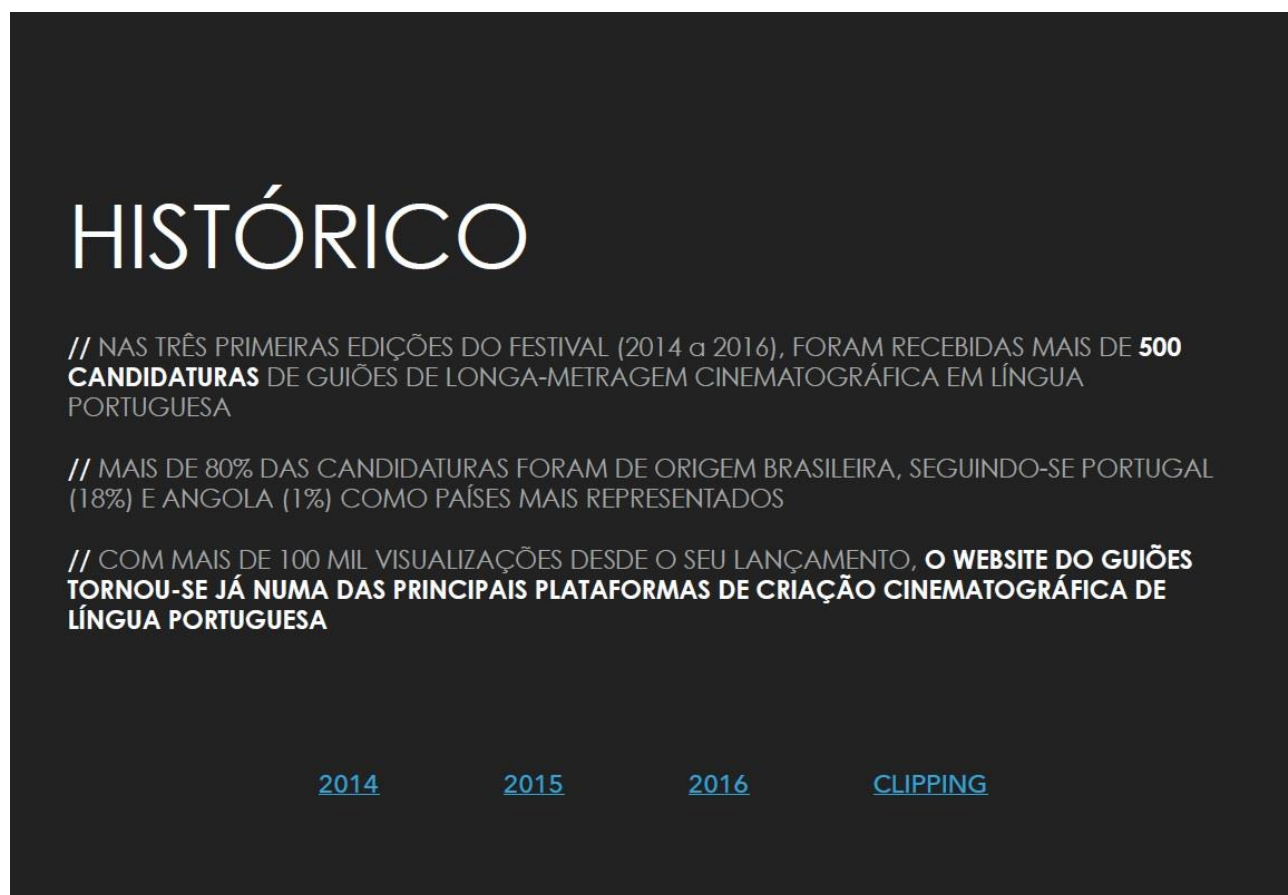 HISTÓRICO
// NAS TRÊS PRIMEIRAS EDIÇÕES DO FESTIVAL (2014 a 2016), FORAM RECEBIDAS MAIS DE 500
CANDIDATURAS DE GUIÕES DE LONGA-METRAGEM CINEMATOGRÁFICA EM LÍNGUA
PORTUGUESA
// MAIS DE 80% DAS CANDIDATURAS FORAM DE ORIGEM BRASILEIRA, SEGUINDO-SE PORTUGAL
(18%) E ANGOLA (1%) COMO PAÍSES MAIS REPRESENTADOS
// COM MAIS DE 100 MIL VISUALIZAÇÕES DESDE O SEU LANÇAMENTO, O WEBSITE DO GUIÕES
TORNOU-SE JÁ NUMA DAS PRINCIPAIS PLATAFORMAS DE CRIAÇÃO CINEMATOGRÁFICA DE
LÍNGUA PORTUGUESA
2014 2015 2016 CLIPPING